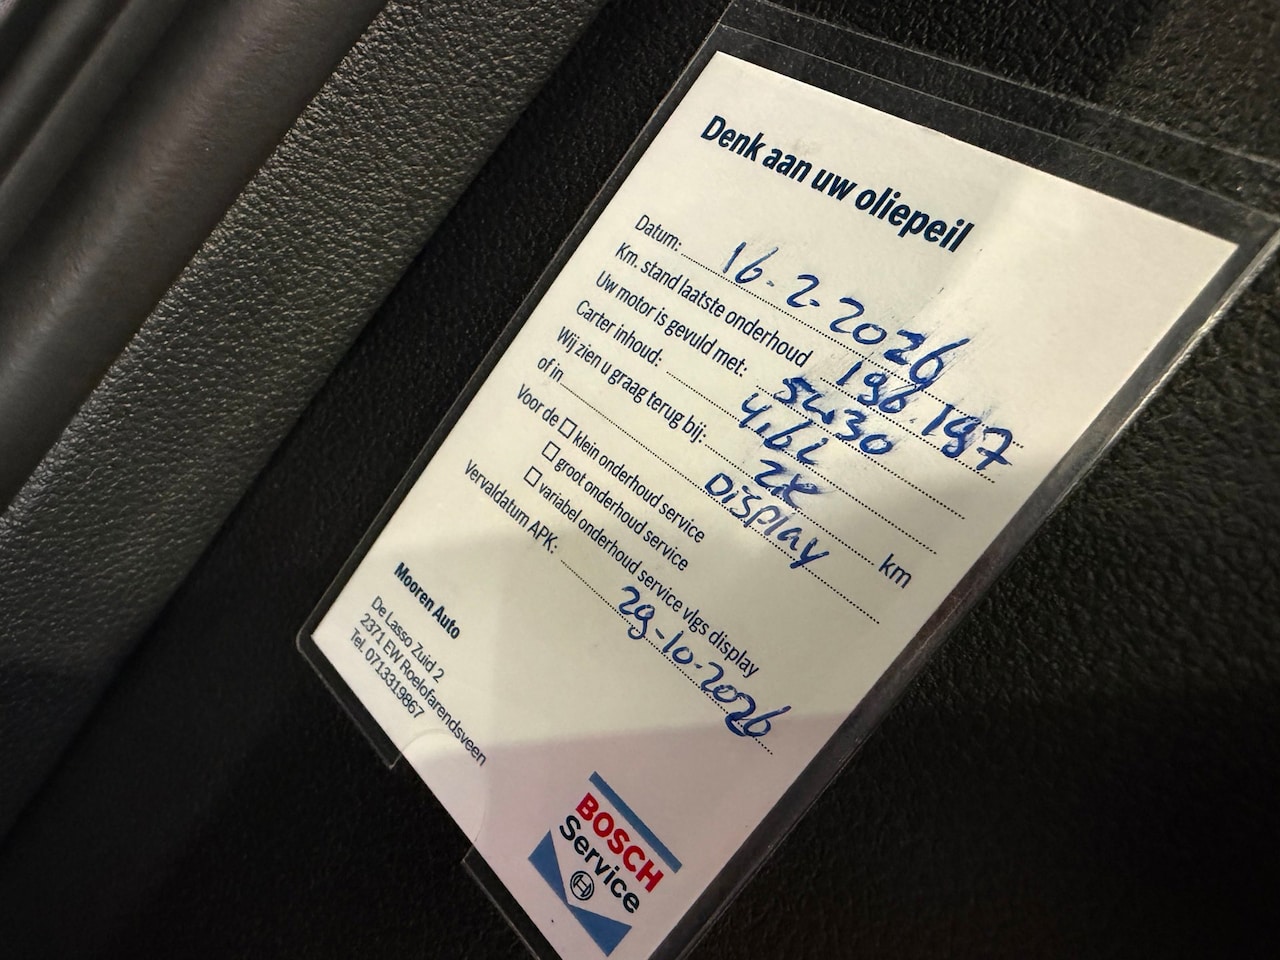 Denk aan uw oliepeil
Datum: 16-2-2026
Km. stand laatste onderhoud 196.197
Uw motor is gevuld met: 5w30
Carter inhoud: 4,6L
Wij zien u graag terug bij: km
of in DiSplay
Voor de klein onderhoud service
groot onderhoud service
variabel onderhoud service vlgs display
Vervaldatum APK: 29-10-2026
Mooren Auto
De Lasso Zuid 2
2371 EW Roelofarendsveen
Tel. 0713319867
BOSCH
Service